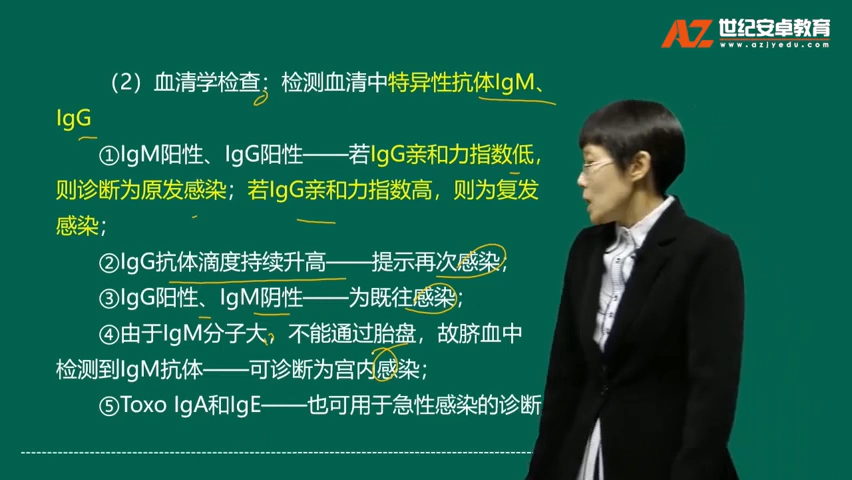 AZ 世纪安卓教育
www.azjyedu.com
（2）血清学检查：检测血清中特异性抗体IgM、
IgG
①IgM阳性、IgG阳性——若IgG亲和力指数低，
则诊断为原发感染；若IgG亲和力指数高，则为复发
感染；
②IgG抗体滴度持续升高——提示再次感染；
③IgG阳性、IgM阴性——为既往感染；
④由于IgM分子大，不能通过胎盘，故脐血中
检测到IgM抗体——可诊断为宫内感染；
⑤Toxo IgA和IgE——也可用于急性感染的诊断